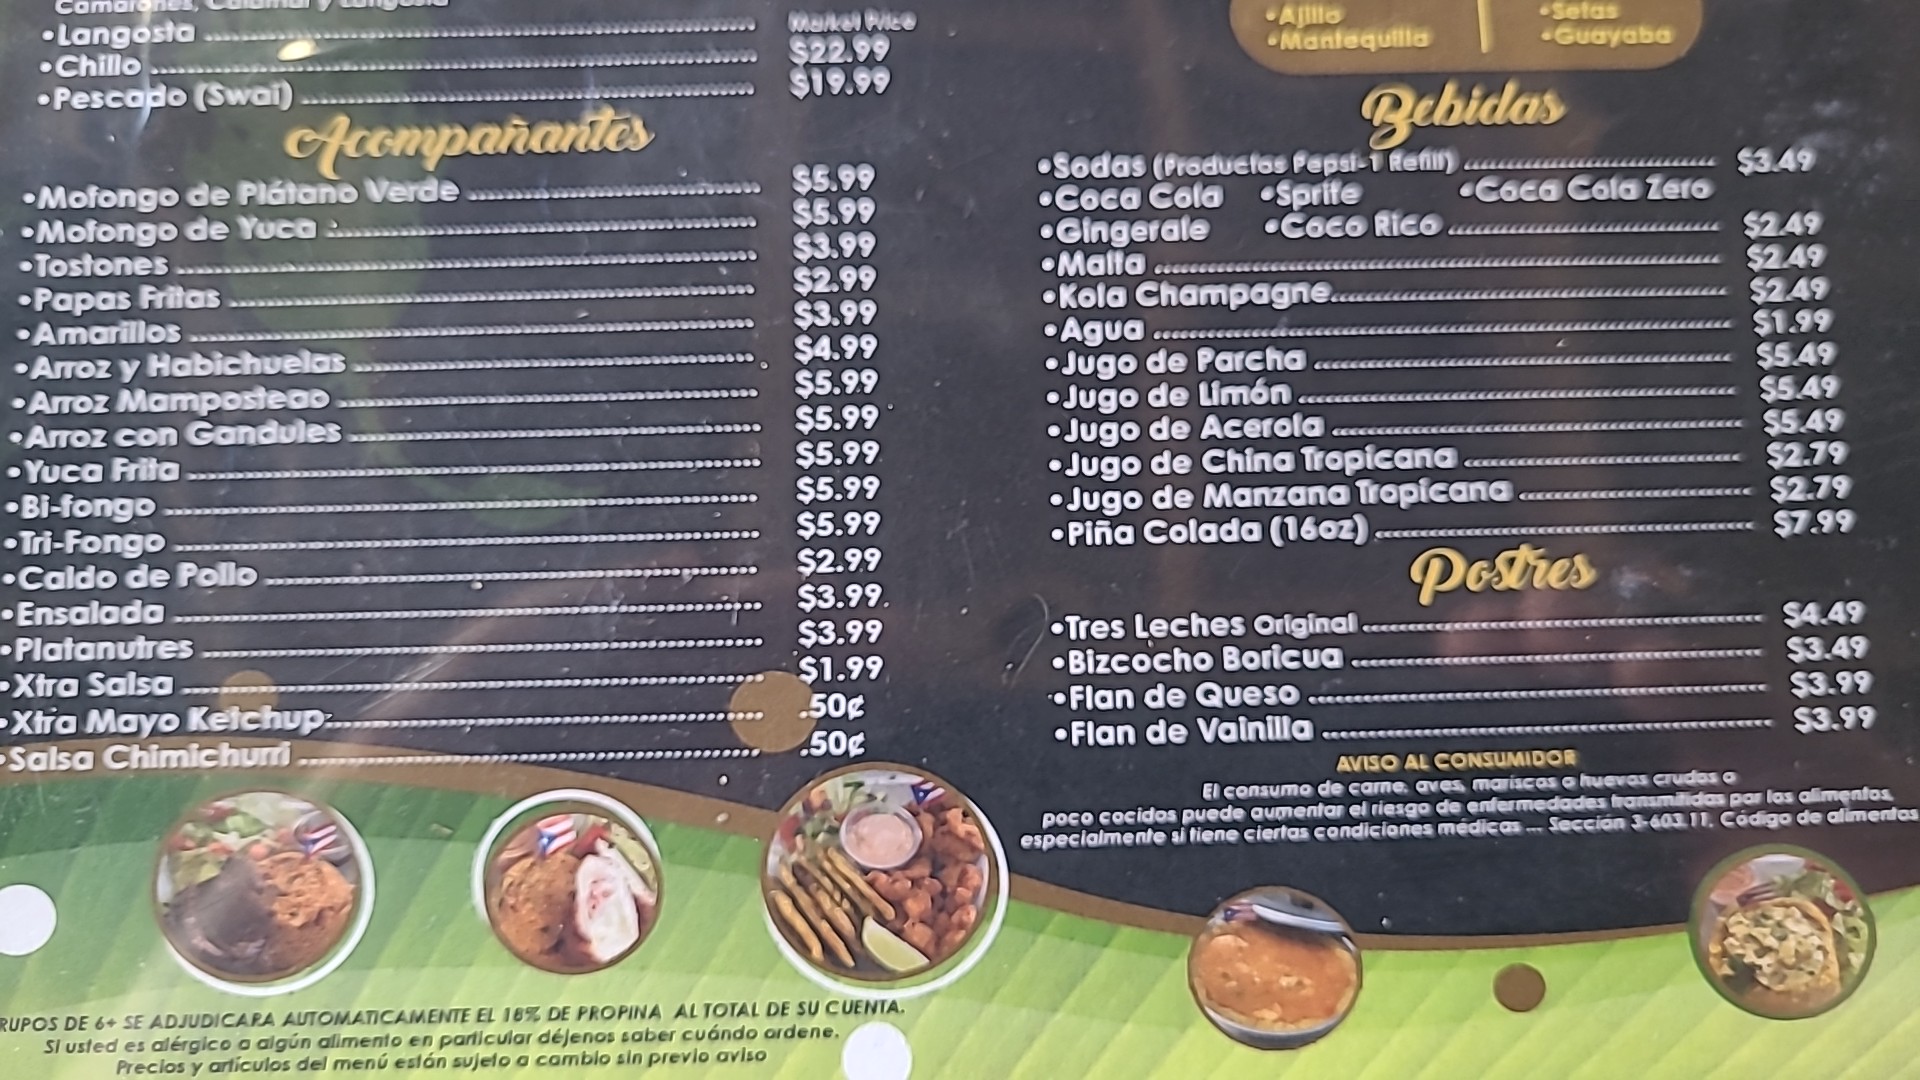 Camarones, Calamar y Langosta
•Langosta ........ Market Price
•Chillo ........ $22.99
•Pescado (Swai) ........ $19.99
Acompañantes
•Mofongo de Plátano Verde ........ $5.99
•Mofongo de Yuca ........ $5.99
•Tostones ........ $3.99
•Papas Fritas ........ $2.99
•Amarillos ........ $3.99
•Arroz y Habichuelas ........ $4.99
•Arroz Mamposteao ........ $5.99
•Arroz con Gandules ........ $5.99
•Yuca Frita ........ $5.99
•Bi-fongo ........ $5.99
•Tri-Fongo ........ $5.99
•Caldo de Pollo ........ $2.99
•Ensalada ........ $3.99
•Platanutres ........ $3.99
•Xtra Salsa ........ $1.99
•Xtra Mayo Ketchup ........ .50¢
•Salsa Chimichurri ........ .50¢
RUPOS DE 6+ SE ADJUDICARA AUTOMATICAMENTE EL 18% DE PROPINA AL TOTAL DE SU CUENTA.
Si usted es alérgico a algún alimento en particular déjenos saber cuándo ordene.
Precios y artículos del menú están sujeto a cambio sin previo aviso
•Ajillo •Setas
•Mantequilla •Guayaba
Bebidas
•Sodas (Productos Pepsi-1 Refill) ........ $3.49
•Coca Cola •Sprite •Coca Cola Zero
•Gingerale •Coco Rico ........ $2.49
•Malta ........ $2.49
•Kola Champagne ........ $2.49
•Agua ........ $1.99
•Jugo de Parcha ........ $5.49
•Jugo de Limón ........ $5.49
•Jugo de Acerola ........ $5.49
•Jugo de China Tropicana ........ $2.79
•Jugo de Manzana Tropicana ........ $2.79
•Piña Colada (16oz) ........ $7.99
Postres
•Tres Leches Original ........ $4.49
•Bizcocho Boricua ........ $3.49
•Flan de Queso ........ $3.99
•Flan de Vainilla ........ $3.99
AVISO AL CONSUMIDOR
El consumo de carne, aves, mariscos o huevos crudos o
poco cocidos puede aumentar el riesgo de enfermedades transmitidas por los alimentos,
especialmente si tiene ciertas condiciones médicas ... Sección 3-603.11, Código de alimentos